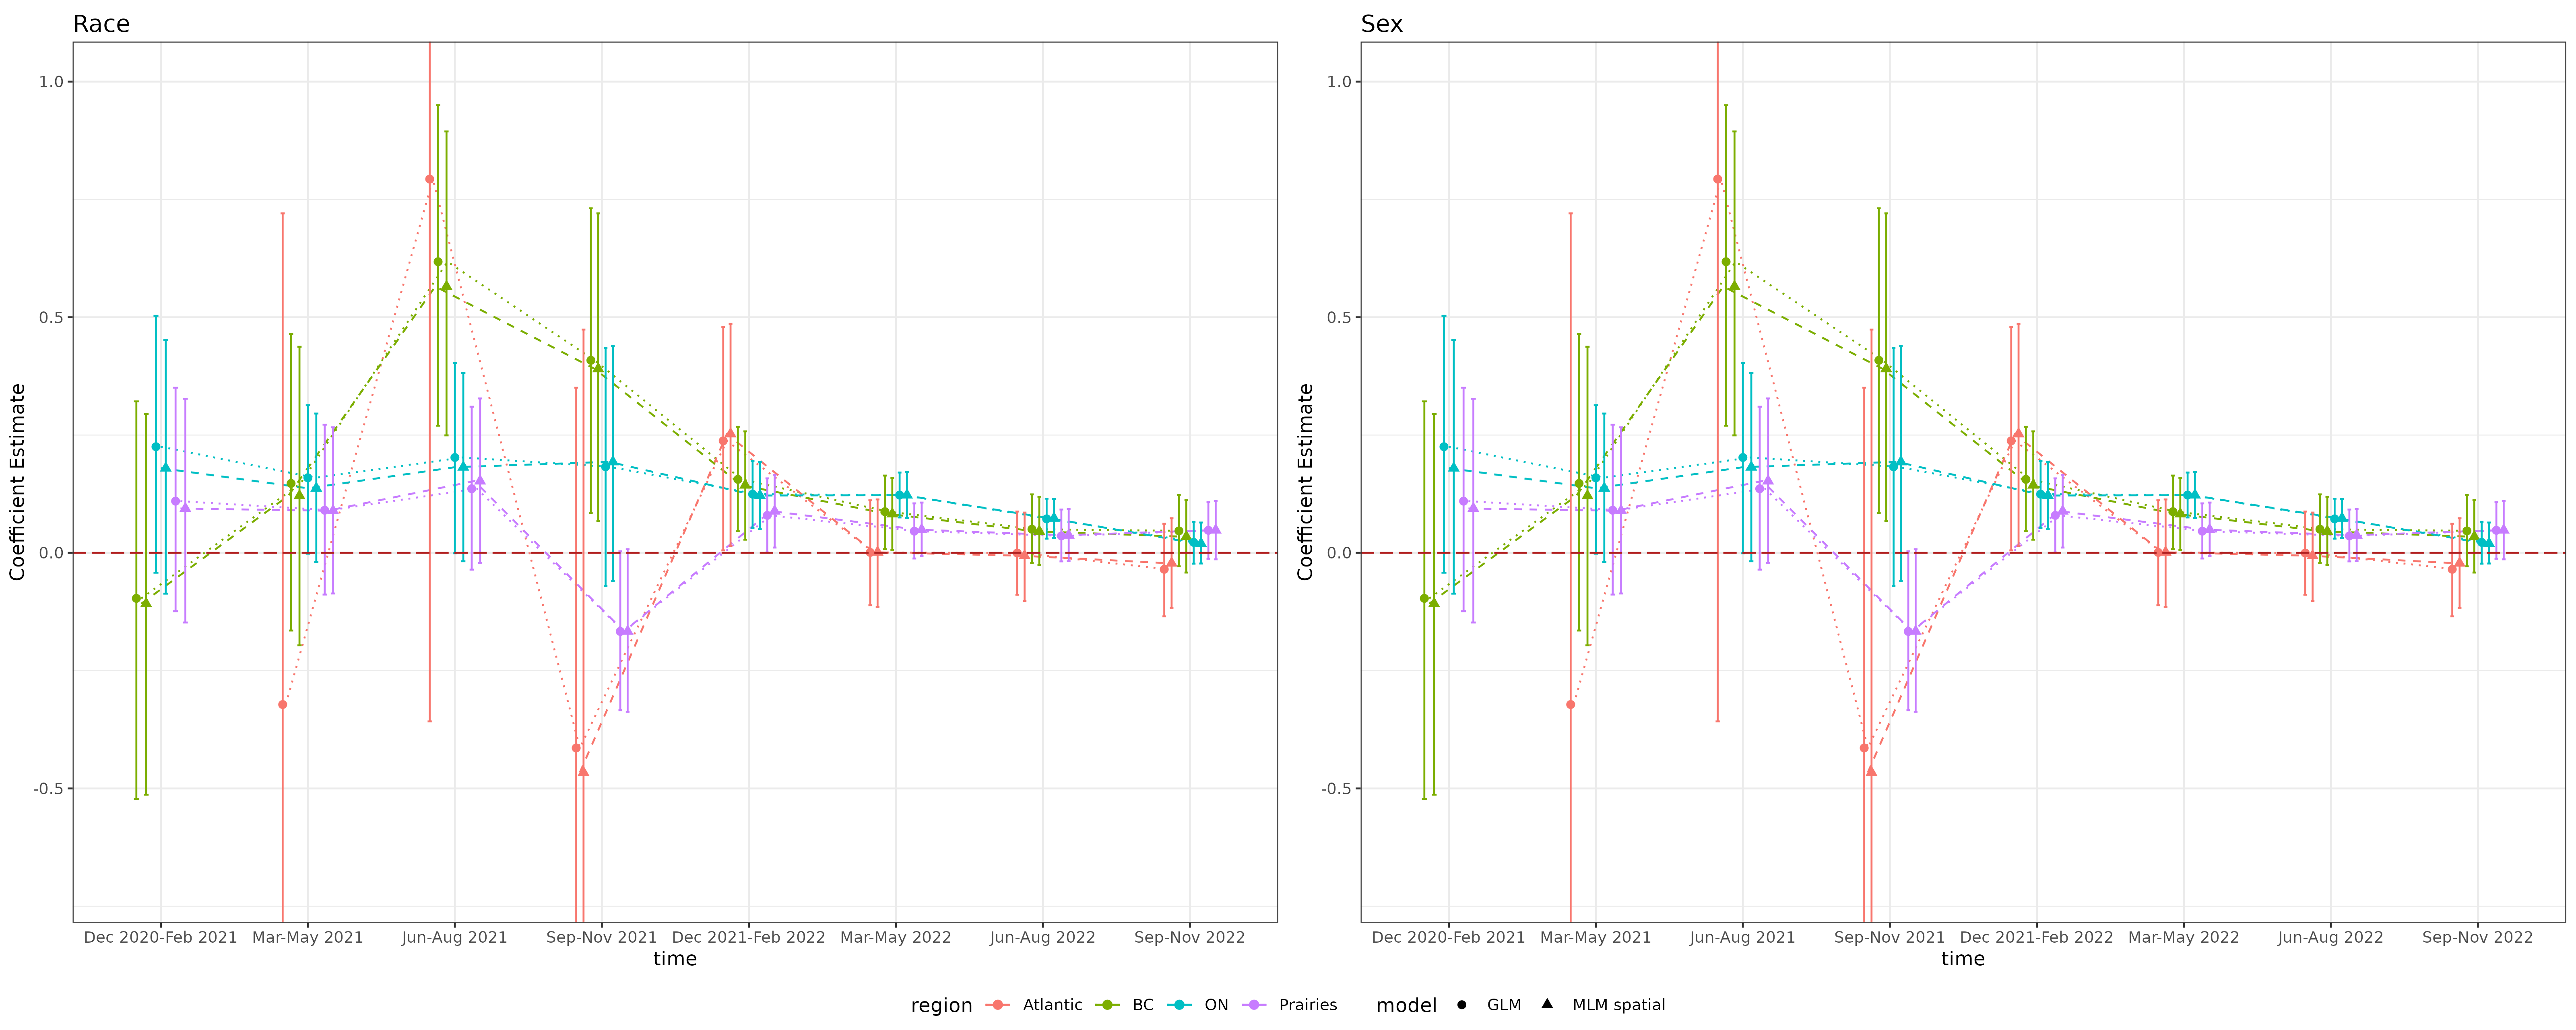 Race
Sex
1.0
0.5
0.0
-0.5
Coefficient Estimate
Dec 2020-Feb 2021 Mar-May 2021 Jun-Aug 2021 Sep-Nov 2021 Dec 2021-Feb 2022 Mar-May 2022 Jun-Aug 2022 Sep-Nov 2022
time
1.0
0.5
0.0
-0.5
Coefficient Estimate
Dec 2020-Feb 2021 Mar-May 2021 Jun-Aug 2021 Sep-Nov 2021 Dec 2021-Feb 2022 Mar-May 2022 Jun-Aug 2022 Sep-Nov 2022
time
region Atlantic BC ON Prairies model GLM MLM spatial